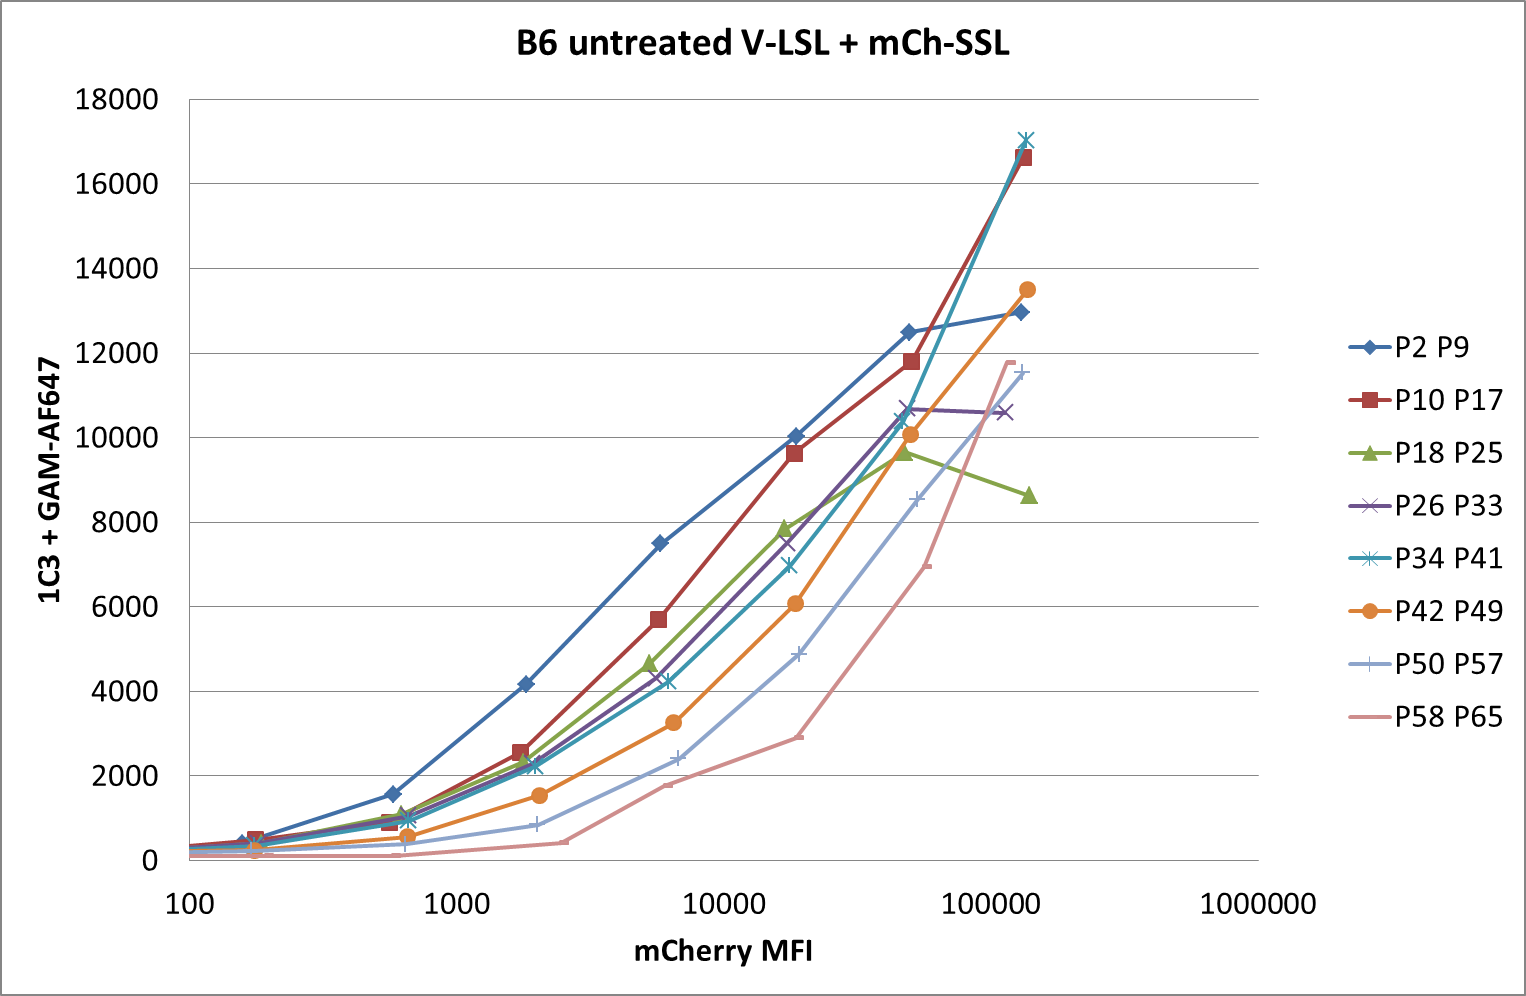 B6 untreated V-LSL + mCh-SSL
18000
16000
14000
12000
10000
8000
6000
4000
2000
0
1C3 + GAM-AF647
100 1000 10000 100000 1000000
mCherry MFI
P2 P9
P10 P17
P18 P25
P26 P33
P34 P41
P42 P49
P50 P57
P58 P65